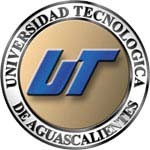 UNIVERSIDAD TECNOLOGICA
UT
DE AGUASCALIENTES